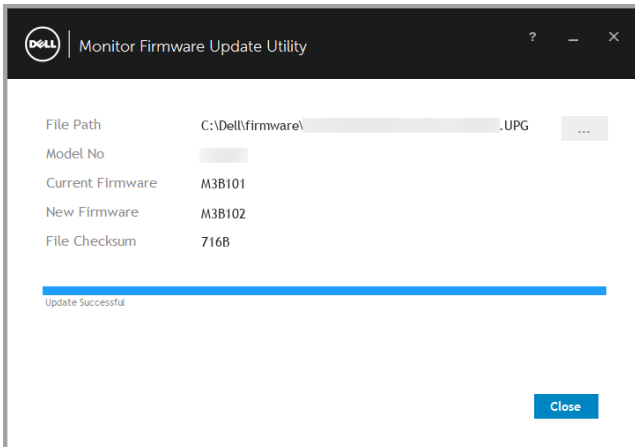 DELL Monitor Firmware Update Utility ? _ ×
File Path C:\Dell\firmware\ .UPG ...
Model No
Current Firmware M3B101
New Firmware M3B102
File Checksum 716B
Update Successful
Close